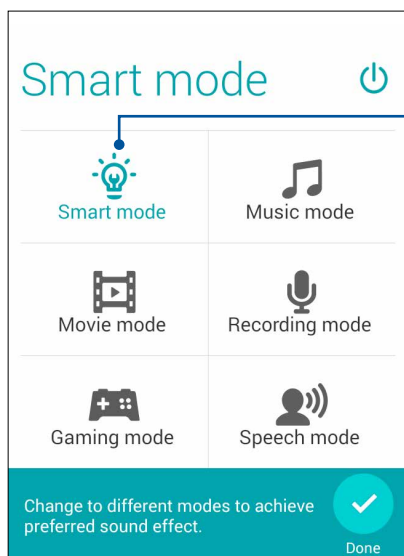 Smart mode
Smart mode
Music mode
Movie mode
Recording mode
Gaming mode
Speech mode
Change to different modes to achieve
preferred sound effect.
Done